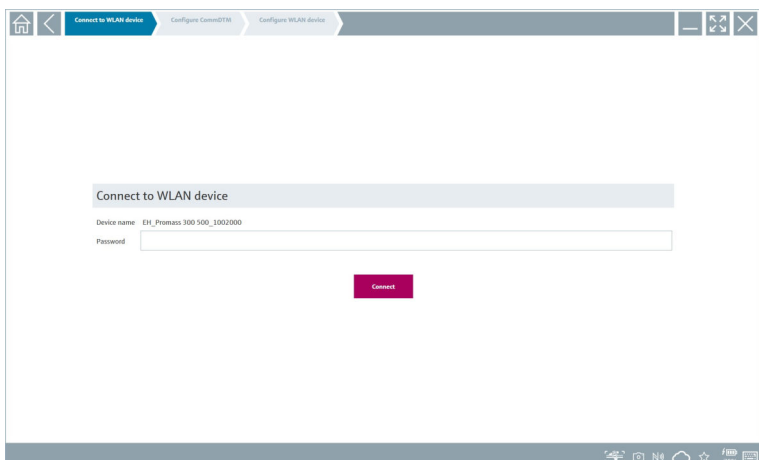 Connect to WLAN device
Configure CommDTM
Configure WLAN device
Connect to WLAN device
Device name EH_Promass 300 500_1002000
Password
Connect